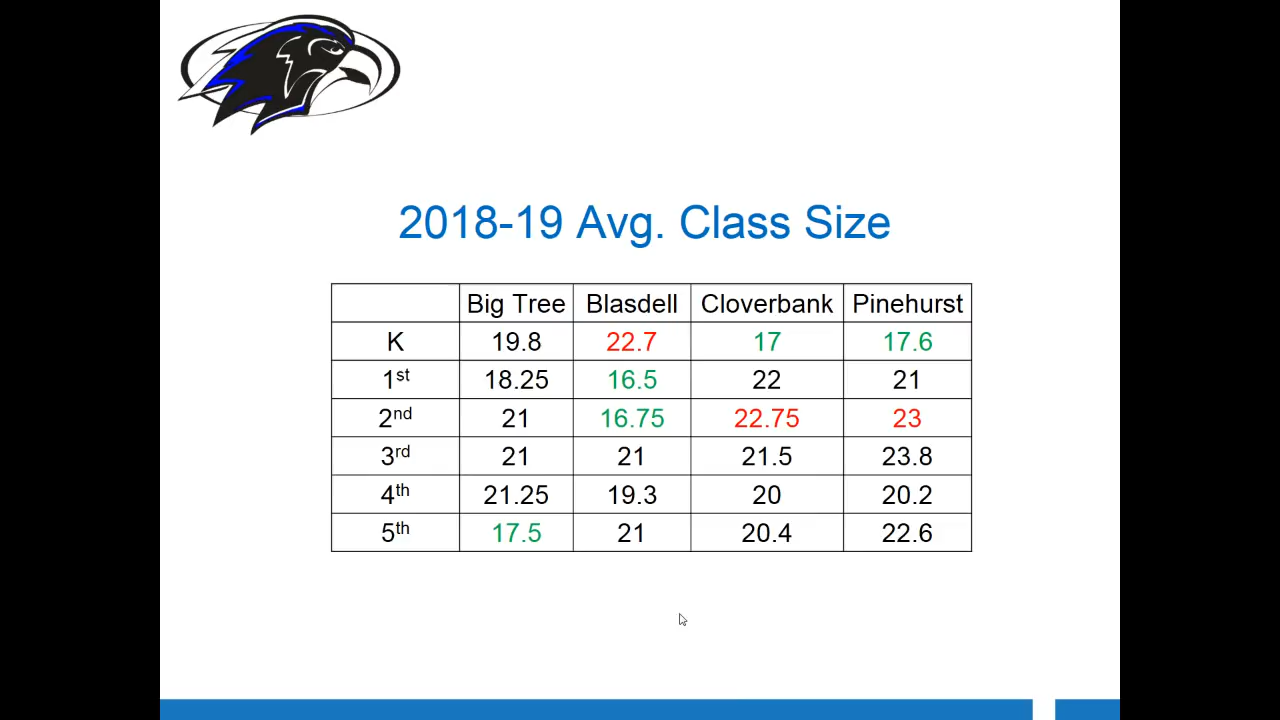 2018-19 Avg. Class Size
Big Tree Blasdell Cloverbank Pinehurst
K 19.8 22.7 17 17.6
1st 18.25 16.5 22 21
2nd 21 16.75 22.75 23
3rd 21 21 21.5 23.8
4th 21.25 19.3 20 20.2
5th 17.5 21 20.4 22.6